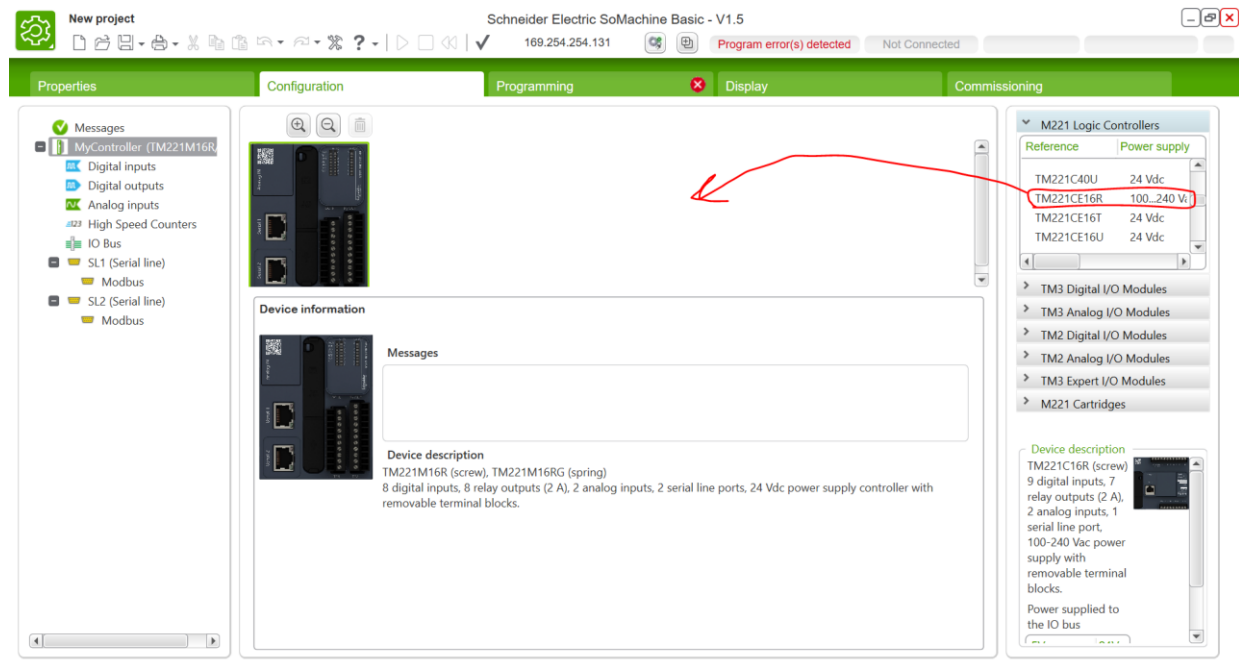 New project
Schneider Electric SoMachine Basic - V1.5
169.254.254.131
Program error(s) detected
Not Connected
Properties
Configuration
Programming
Display
Commissioning
Messages
MyController (TM221M16R
Digital inputs
Digital outputs
Analog inputs
High Speed Counters
IO Bus
SL1 (Serial line)
Modbus
SL2 (Serial line)
Modbus
Device information
Messages
Device description
TM221M16R (screw), TM221M16RG (spring)
8 digital inputs, 8 relay outputs (2 A), 2 analog inputs, 2 serial line ports, 24 Vdc power supply controller with
removable terminal blocks.
M221 Logic Controllers
Reference Power supply
TM221C40U 24 Vdc
TM221CE16R 100...240 Va
TM221CE16T 24 Vdc
TM221CE16U 24 Vdc
TM3 Digital I/O Modules
TM3 Analog I/O Modules
TM2 Digital I/O Modules
TM2 Analog I/O Modules
TM3 Expert I/O Modules
M221 Cartridges
Device description
TM221C16R (screw)
9 digital inputs, 7
relay outputs (2 A),
2 analog inputs, 1
serial line port,
100-240 Vac power
supply with
removable terminal
blocks.
Power supplied to
the IO bus